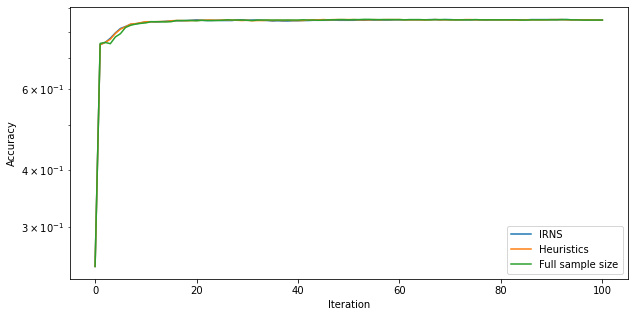 6 × 10⁻¹
4 × 10⁻¹
3 × 10⁻¹
Accuracy
0 20 40 60 80 100
Iteration
IRNS
Heuristics
Full sample size